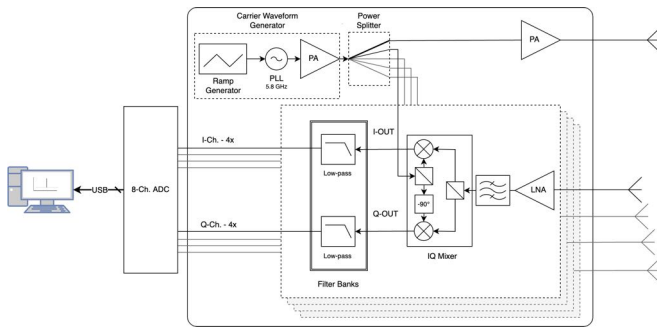 Carrier Waveform
Generator
Power
Splitter
PA
PA
Ramp
Generator
PLL
5.8 GHz
I-Ch. - 4x
I-OUT
Low-pass
USB
8-Ch. ADC
-90°
LNA
Q-Ch. - 4x
Q-OUT
Low-pass
IQ Mixer
Filter Banks